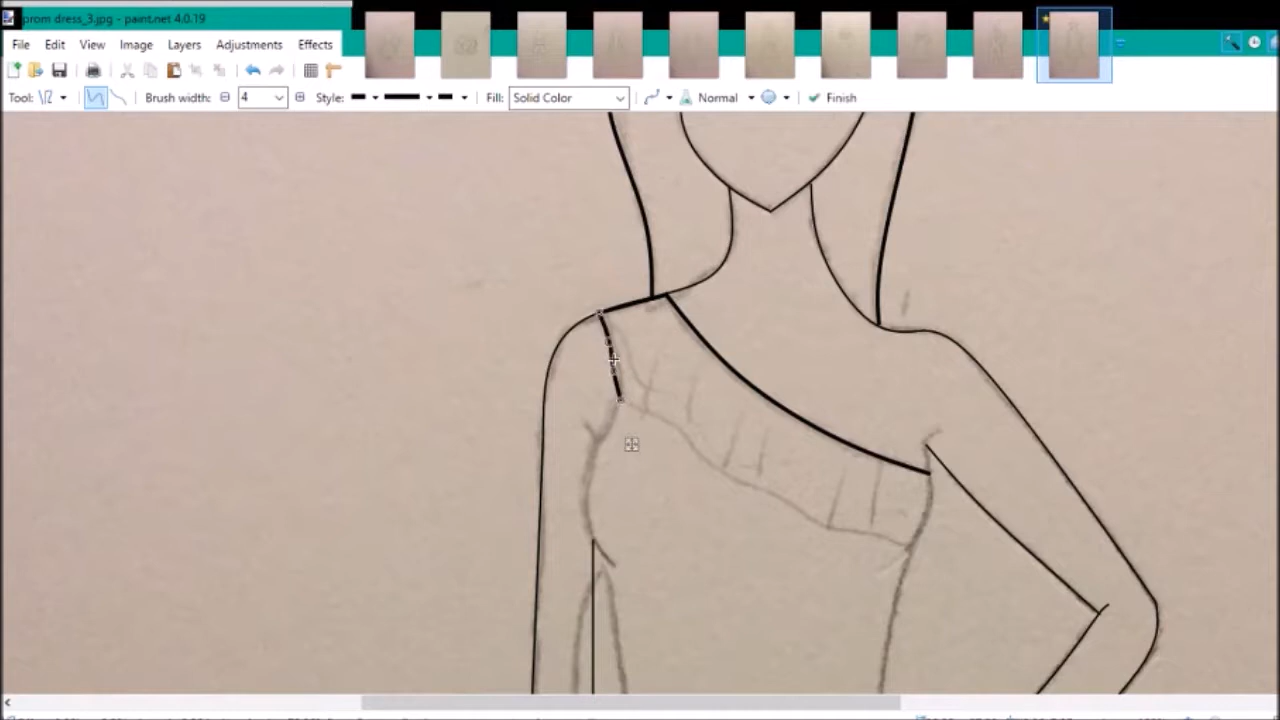 prom dress_3.jpg - paint.net 4.0.19
File Edit View Image Layers Adjustments Effects
Tool: Brush width: 4 Style: Fill: Solid Color Normal Finish